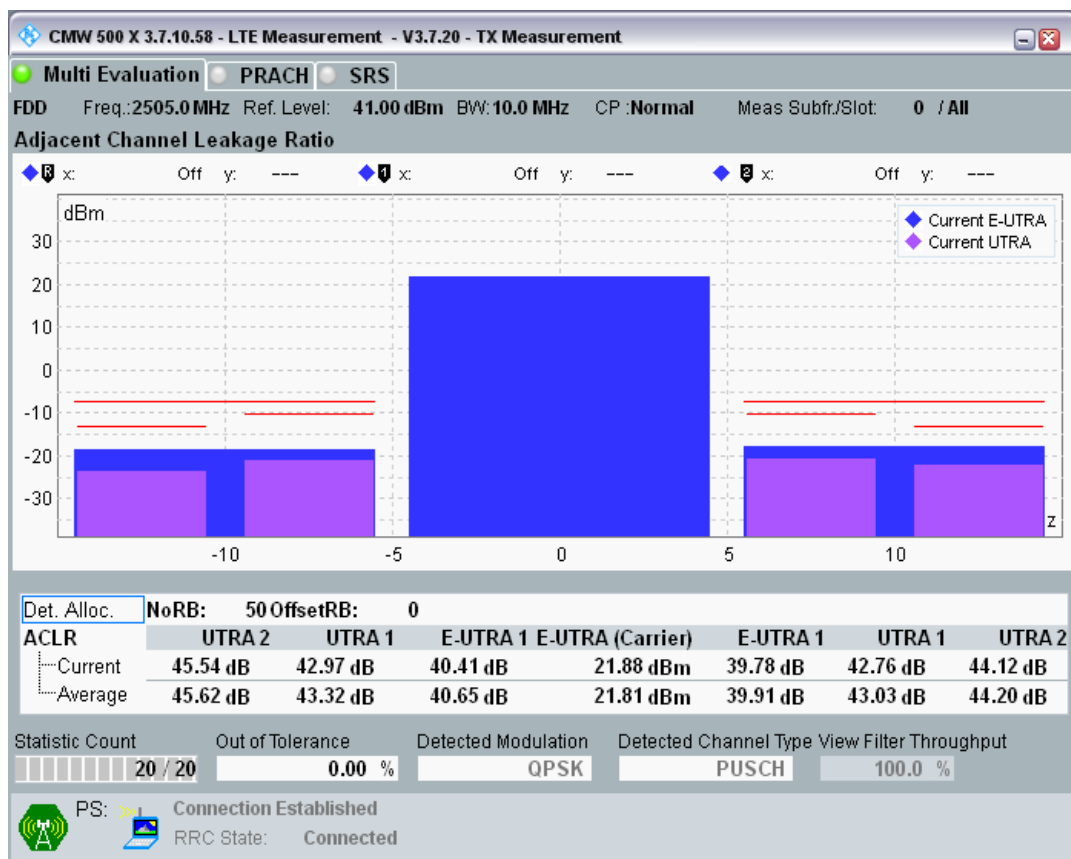 CMW 500 X 3.7.10.58 - LTE Measurement - V3.7.20 - TX Measurement
Multi Evaluation PRACH SRS
FDD Freq.:2505.0 MHz Ref. Level: 41.00 dBm BW: 10.0 MHz CP :Normal Meas Subfr./Slot: 0 / All
Adjacent Channel Leakage Ratio
R x: Off y: --- 1 x: Off y: --- 2 x: Off y: ---
dBm
Current E-UTRA
Current UTRA
30
20
10
0
-10
-20
-30
z
-10 -5 0 5 10
Det. Alloc. NoRB: 50 OffsetRB: 0
ACLR UTRA 2 UTRA 1 E-UTRA 1 E-UTRA (Carrier) E-UTRA 1 UTRA 1 UTRA 2
Current 45.54 dB 42.97 dB 40.41 dB 21.88 dBm 39.78 dB 42.76 dB 44.12 dB
Average 45.62 dB 43.32 dB 40.65 dB 21.81 dBm 39.91 dB 43.03 dB 44.20 dB
Statistic Count Out of Tolerance Detected Modulation Detected Channel Type View Filter Throughput
20 / 20 0.00 % QPSK PUSCH 100.0 %
PS: Connection Established
RRC State: Connected